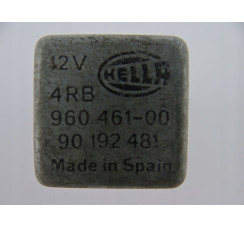 12V HELLA
4RB
960 461-00
90 192 481
Made in Spain